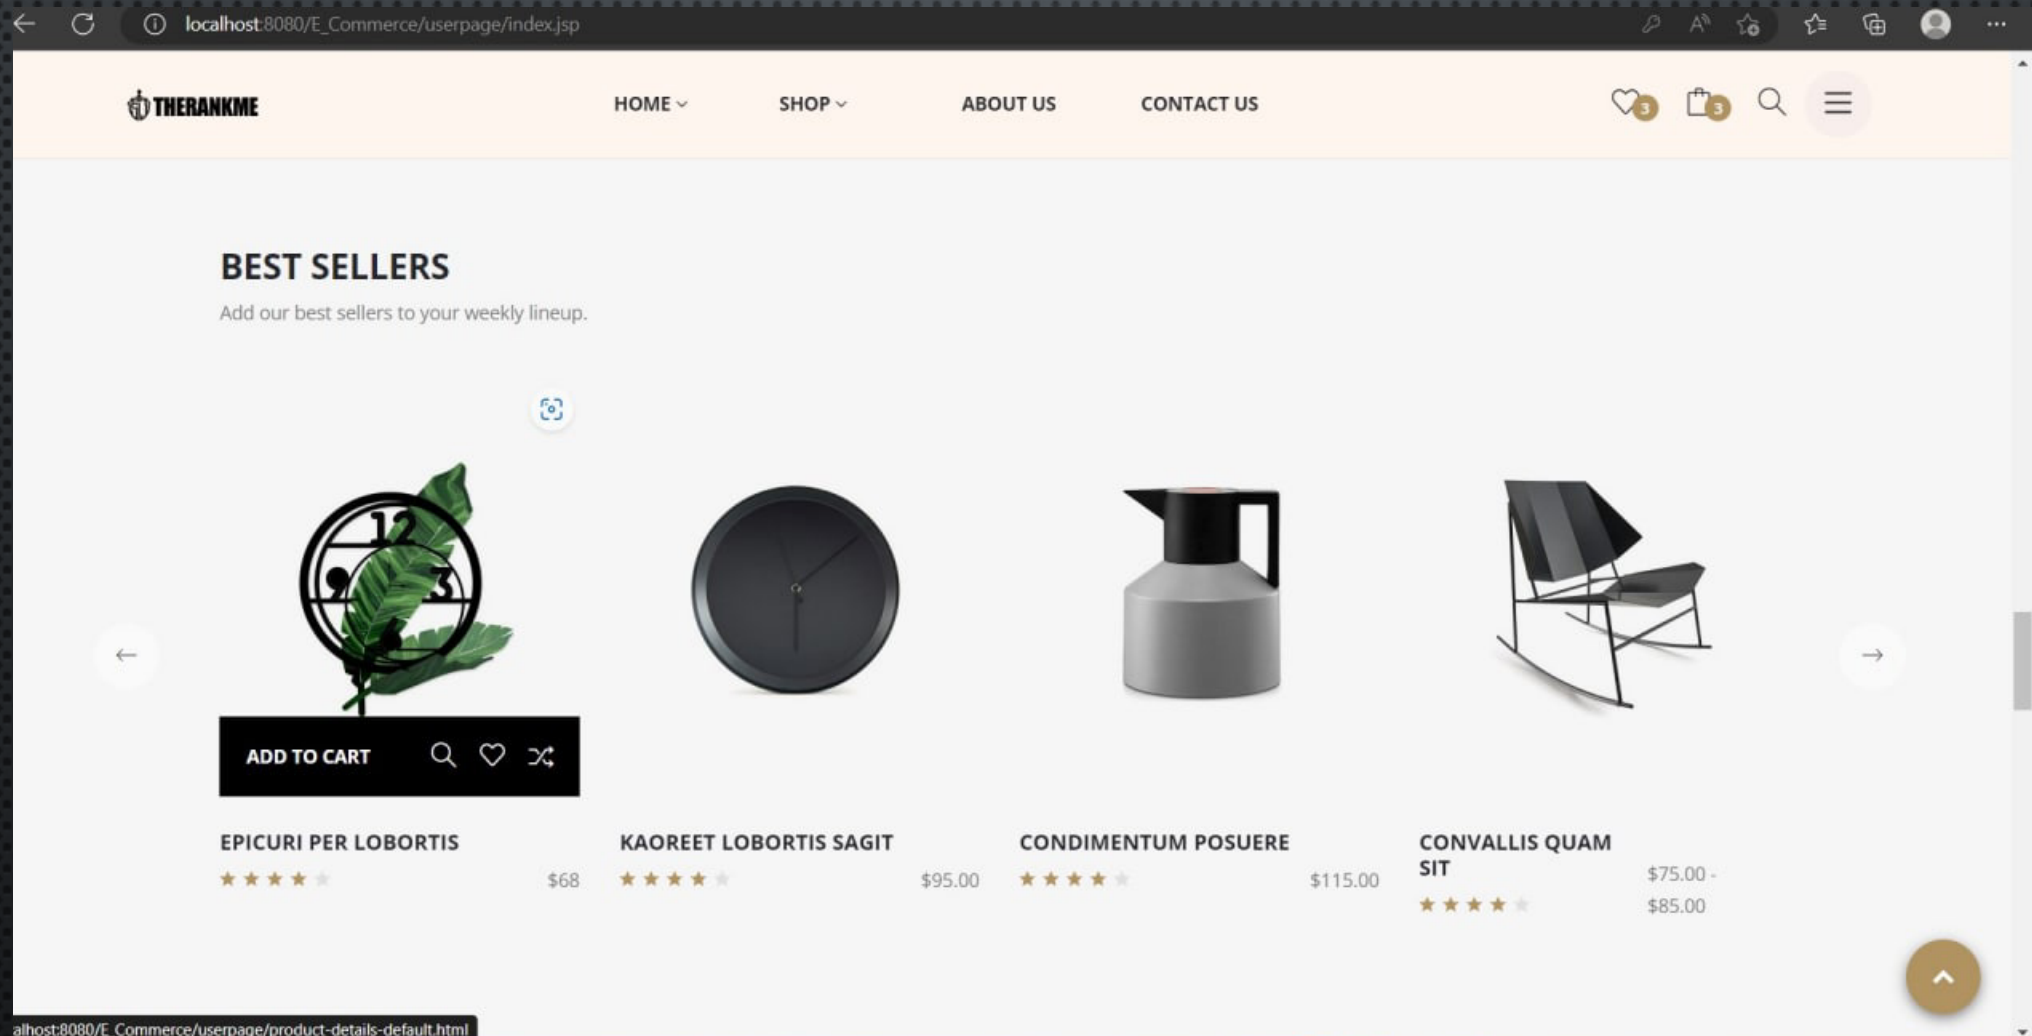 localhost:8080/E_Commerce/userpage/index.jsp
THERANKME
HOME
SHOP
ABOUT US
CONTACT US
3
3
BEST SELLERS
Add our best sellers to your weekly lineup.
12
9
3
6
ADD TO CART
EPICURI PER LOBORTIS
$68
KAOREET LOBORTIS SAGIT
$95.00
CONDIMENTUM POSUERE
$115.00
CONVALLIS QUAM
SIT
$75.00 -
$85.00
alhost:8080/E_Commerce/userpage/product-details-default.html